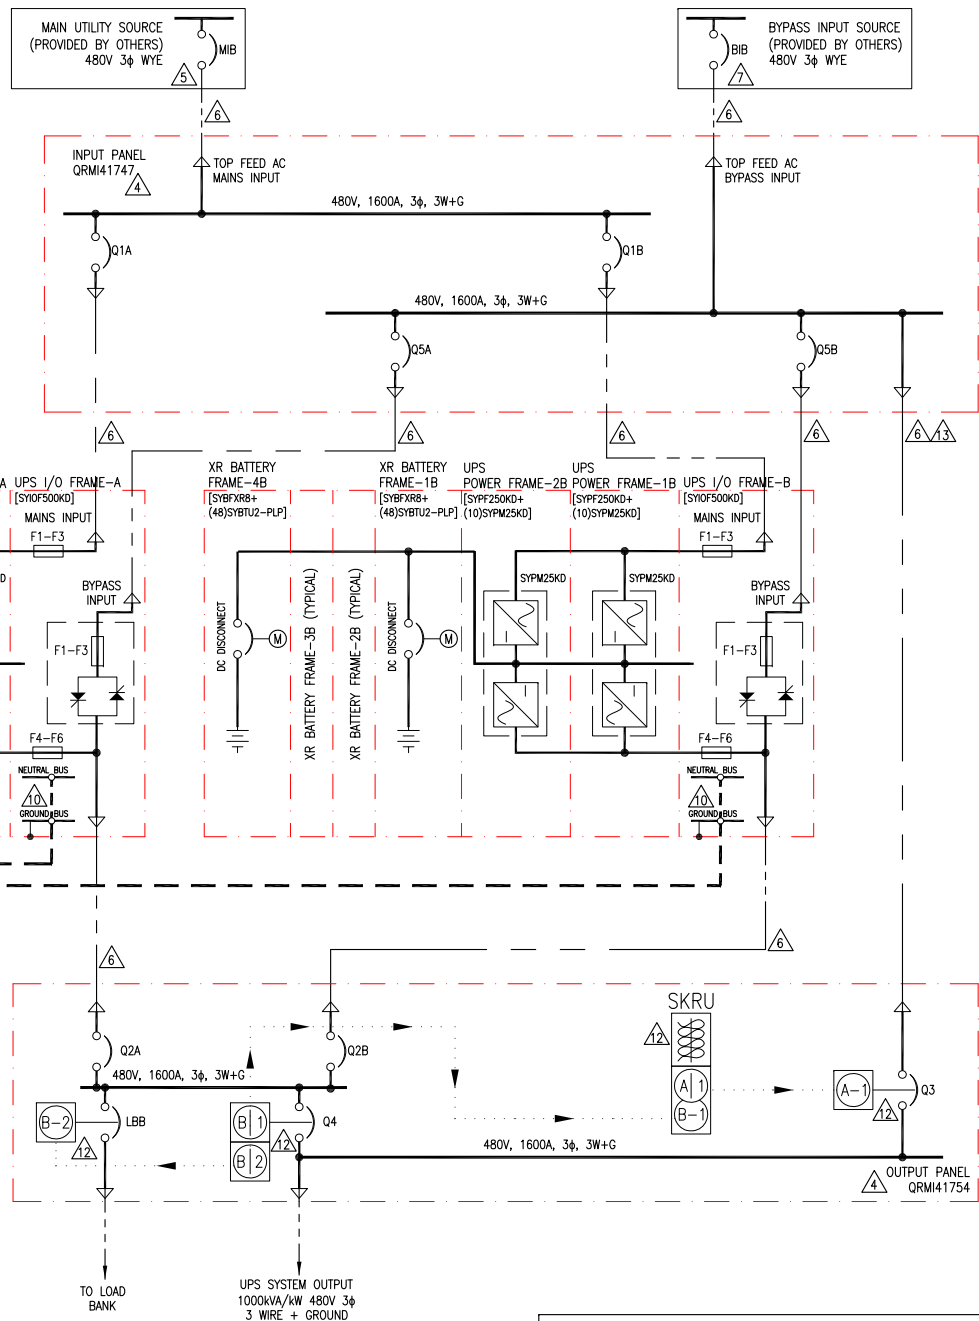 MAIN UTILITY SOURCE
(PROVIDED BY OTHERS)
480V 3ϕ WYE
MIB
5
6
BYPASS INPUT SOURCE
(PROVIDED BY OTHERS)
480V 3ϕ WYE
BIB
7
6
INPUT PANEL
QRMI41747
4
TOP FEED AC
MAINS INPUT
TOP FEED AC
BYPASS INPUT
480V, 1600A, 3ϕ, 3W+G
Q1A
Q1B
480V, 1600A, 3ϕ, 3W+G
Q5A
Q5B
6
6
6
6
6
13
A
UPS I/O FRAME-A
[SYIOF500KD]
MAINS INPUT
F1-F3
D
BYPASS
INPUT
F1-F3
F4-F6
NEUTRAL BUS
10
GROUND BUS
XR BATTERY
FRAME-4B
[SYBFXR8+
(48)SYBTU2-PLP]
DC DISCONNECT
M
XR BATTERY FRAME-3B (TYPICAL)
XR BATTERY FRAME-2B (TYPICAL)
XR BATTERY
FRAME-1B
[SYBFXR8+
(48)SYBTU2-PLP]
DC DISCONNECT
M
UPS
POWER FRAME-2B
[SYPF250KD+
(10)SYPM25KD]
SYPM25KD
UPS
POWER FRAME-1B
[SYPF250KD+
(10)SYPM25KD]
SYPM25KD
UPS I/O FRAME-B
[SYIOF500KD]
MAINS INPUT
F1-F3
BYPASS
INPUT
F1-F3
F4-F6
NEUTRAL BUS
10
GROUND BUS
6
6
Q2A
Q2B
480V, 1600A, 3ϕ, 3W+G
SKRU
12
A 1
B-1
A-1
Q3
12
B-2
LBB
12
B 1
B 2
Q4
12
480V, 1600A, 3ϕ, 3W+G
4
OUTPUT PANEL
QRMI41754
TO LOAD
BANK
UPS SYSTEM OUTPUT
1000kVA/kW 480V 3ϕ
3 WIRE + GROUND